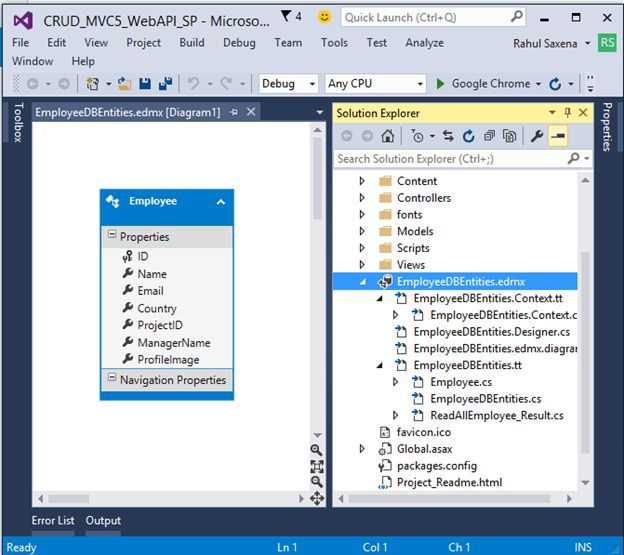 CRUD_MVC5_WebAPI_SP - Microso...
4
Quick Launch (Ctrl+Q)
File Edit View Project Build Debug Team Tools Test Analyze
Rahul Saxena
RS
Window Help
Debug
Any CPU
Google Chrome
Toolbox
EmployeeDBEntities.edmx [Diagram1]
Employee
Properties
ID
Name
Email
Country
ProjectID
ManagerName
ProfileImage
Navigation Properties
Solution Explorer
Search Solution Explorer (Ctrl+;)
Content
Controllers
fonts
Models
Scripts
Views
EmployeeDBEntities.edmx
EmployeeDBEntities.Context.tt
EmployeeDBEntities.Context.c
EmployeeDBEntities.Designer.cs
EmployeeDBEntities.edmx.diagra
EmployeeDBEntities.tt
Employee.cs
EmployeeDBEntities.cs
ReadAllEmployee_Result.cs
favicon.ico
Global.asax
packages.config
Project_Readme.html
Properties
Error List Output
Ready Ln 1 Col 1 Ch 1 INS